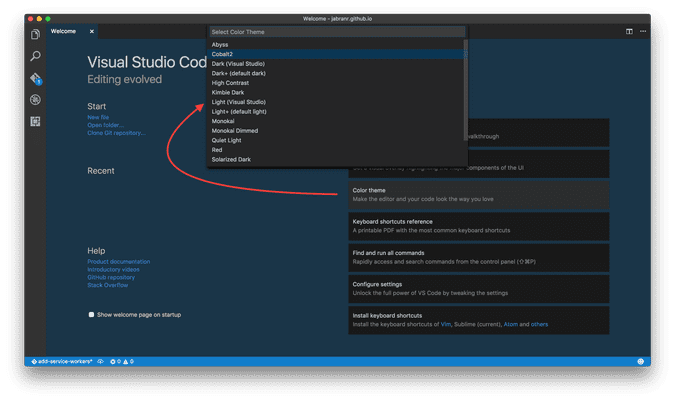 Welcome - jabranr.github.io
Welcome
Select Color Theme
Abyss
Cobalt2
Dark (Visual Studio)
Dark+ (default dark)
High Contrast
Kimbie Dark
Light (Visual Studio)
Light+ (default light)
Monokai
Monokai Dimmed
Quiet Light
Red
Solarized Dark
Visual Studio Cod
Editing evolved
Start
New file
Open folder...
Clone Git repository...
Recent
Help
Product documentation
Introductory videos
GitHub repository
Stack Overflow
Show welcome page on startup
walkthrough
components of the UI
Color theme
Make the editor and your code look the way you love
Keyboard shortcuts reference
A printable PDF with the most common keyboard shortcuts
Find and run all commands
Rapidly access and search commands from the control panel (⇧⌘P)
Configure settings
Unlock the full power of VS Code by tweaking the settings
Install keyboard shortcuts
Install the keyboard shortcuts of Vim, Sublime (current), Atom and others
1
add-service-workers*
0
0